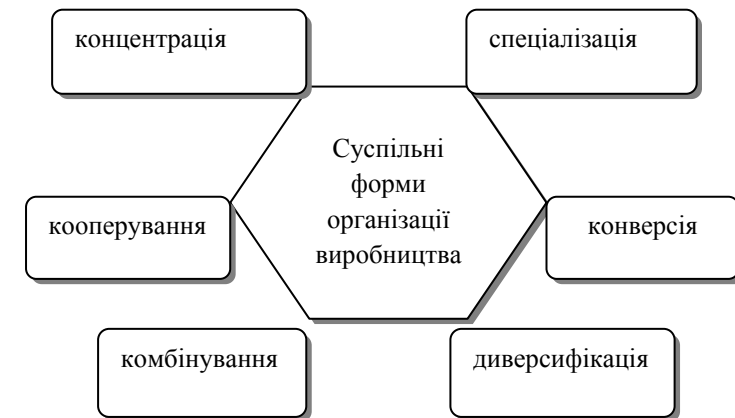 концентрація
спеціалізація
Суспільні
форми
організації
виробництва
кооперування
конверсія
комбінування
диверсифікація